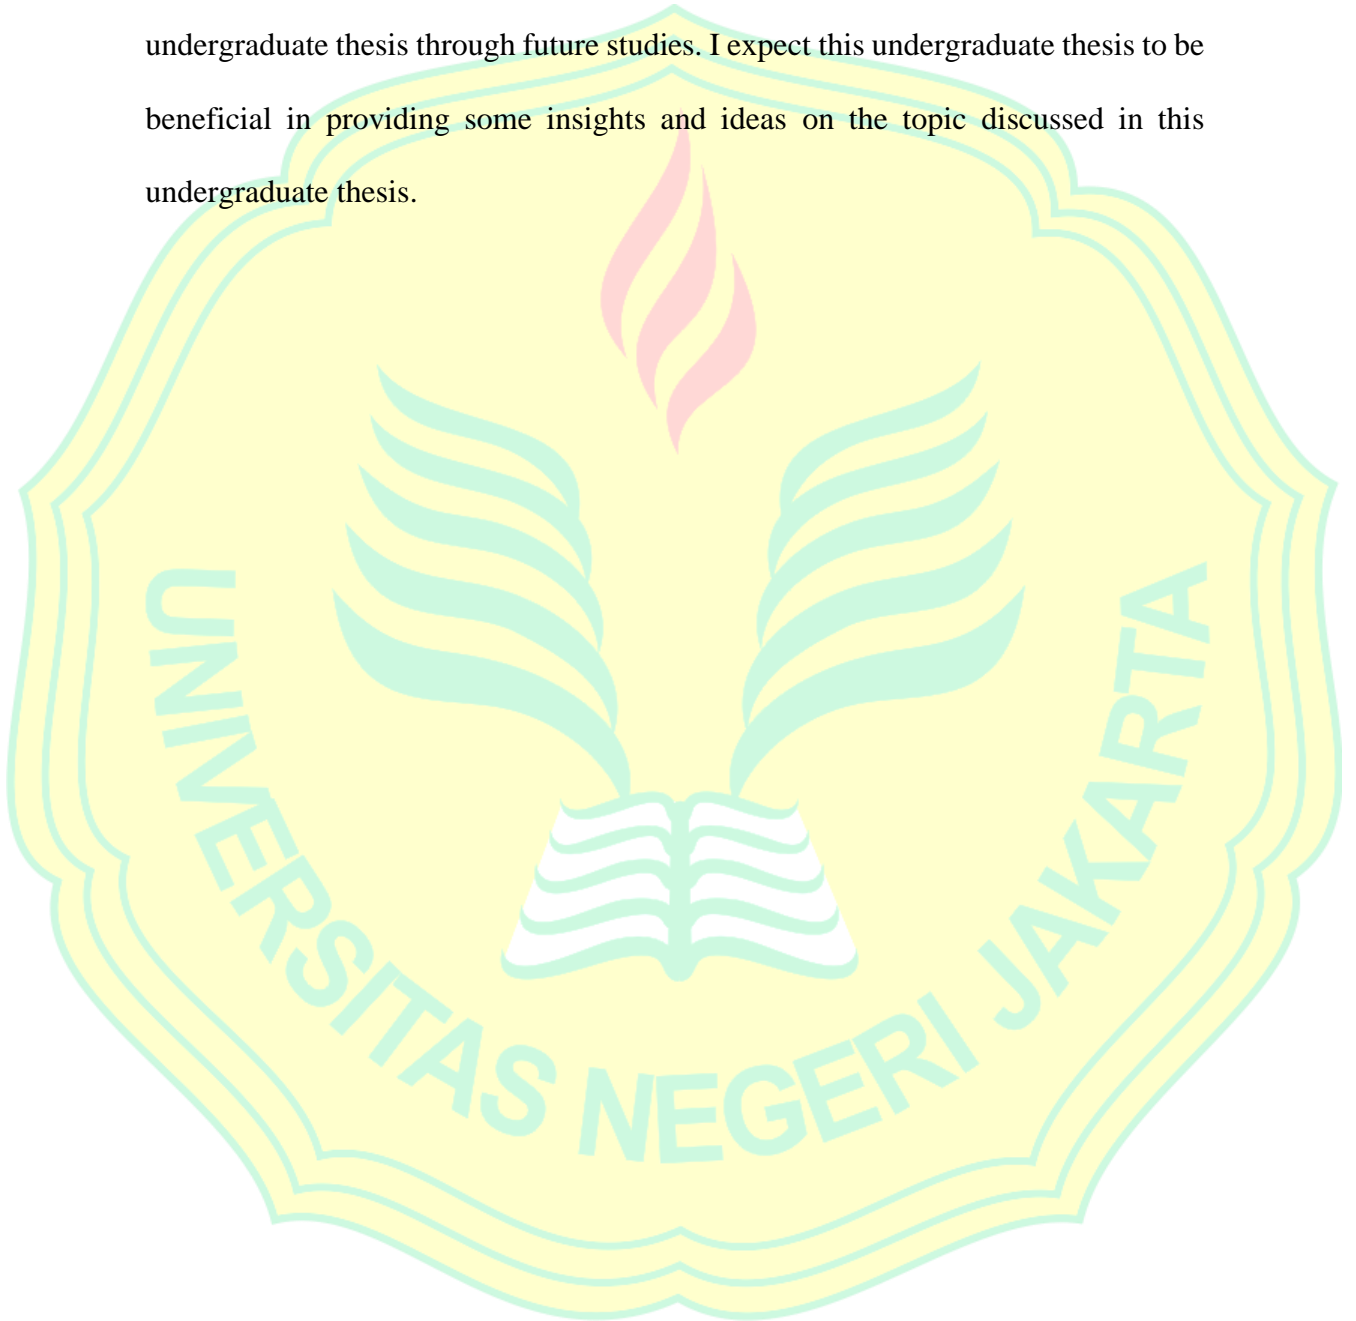 undergraduate thesis through future studies. I expect this undergraduate thesis to be
beneficial in providing some insights and ideas on the topic discussed in this
undergraduate thesis.
UNIVERSITAS NEGERI JAKARTA